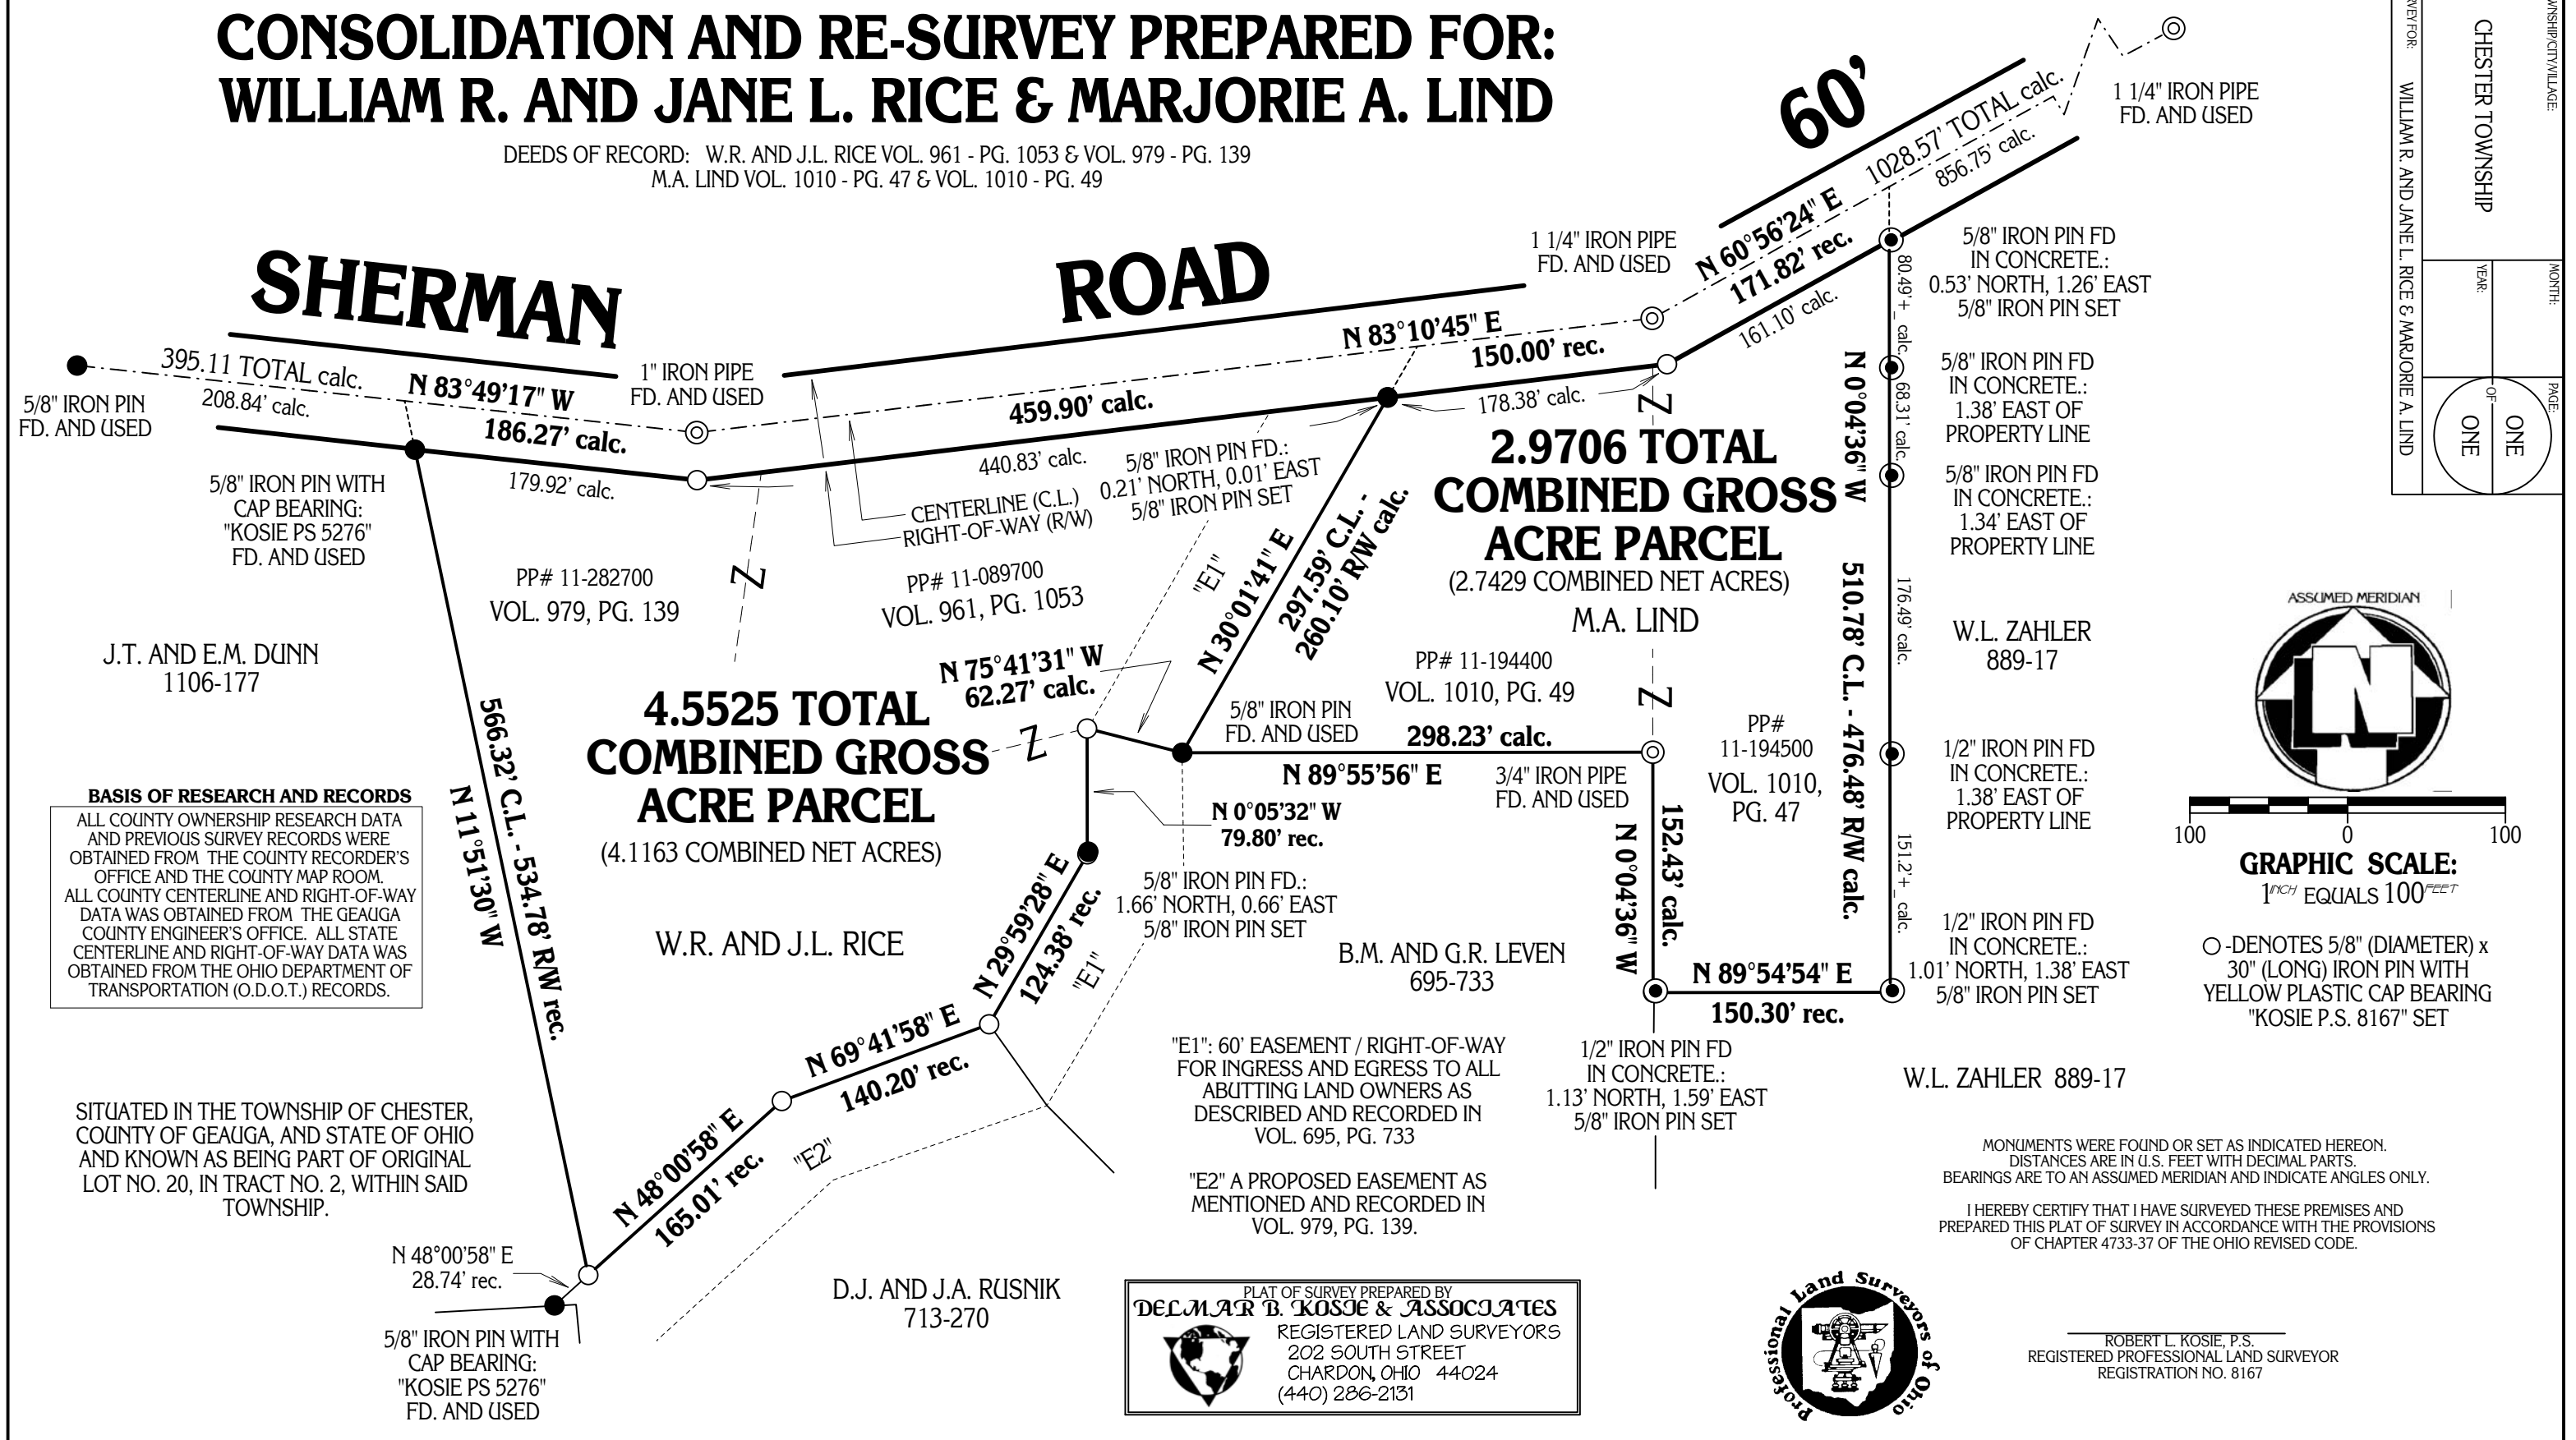 CONSOLIDATION AND RE-SURVEY PREPARED FOR:
WILLIAM R. AND JANE L. RICE & MARJORIE A. LIND
DEEDS OF RECORD: W.R. AND J.L. RICE VOL. 961 - PG. 1053 & VOL. 979 - PG. 139
M.A. LIND VOL. 1010 - PG. 47 & VOL. 1010 - PG. 49
60'
1028.57' TOTAL calc.
856.75' calc.
1 1/4" IRON PIPE
FD. AND USED
CHESTER TOWNSHIP
WILLIAM R. AND JANE L. RICE & MARJORIE A. LIND
MONTH:
YEAR:
PAGE:
ONE
OF
ONE
SHERMAN
ROAD
1 1/4" IRON PIPE
FD. AND USED
N 60°56'24" E
171.82' rec.
161.10' calc.
5/8" IRON PIN FD
IN CONCRETE.:
0.53' NORTH, 1.26' EAST
5/8" IRON PIN SET
395.11 TOTAL calc.
208.84' calc.
N 83°49'17" W
186.27' calc.
179.92' calc.
1" IRON PIPE
FD. AND USED
5/8" IRON PIN
FD. AND USED
N 83°10'45" E
150.00' rec.
178.38' calc.
459.90' calc.
440.83' calc.
80.49'+_ calc.
68.31' calc.
5/8" IRON PIN FD
IN CONCRETE.:
1.38' EAST OF
PROPERTY LINE
5/8" IRON PIN FD
IN CONCRETE.:
1.34' EAST OF
PROPERTY LINE
5/8" IRON PIN WITH
CAP BEARING:
"KOSIE PS 5276"
FD. AND USED
CENTERLINE (C.L.)
RIGHT-OF-WAY (R/W)
5/8" IRON PIN FD.:
0.21' NORTH, 0.01' EAST
5/8" IRON PIN SET
Z
2.9706 TOTAL
COMBINED GROSS
ACRE PARCEL
(2.7429 COMBINED NET ACRES)
M.A. LIND
N 0°04'36" W
510.78' C.L. - 476.48' R/W calc.
176.49' calc.
151.2'+_ calc.
PP# 11-282700
VOL. 979, PG. 139
Z
PP# 11-089700
VOL. 961, PG. 1053
"E1"
N 30°01'41" E
297.59' C.L. -
260.10' R/W calc.
PP# 11-194400
VOL. 1010, PG. 49
Z
W.L. ZAHLER
889-17
J.T. AND E.M. DUNN
1106-177
566.32' C.L. - 534.78' R/W rec.
N 11°51'30" W
4.5525 TOTAL
COMBINED GROSS
ACRE PARCEL
(4.1163 COMBINED NET ACRES)
W.R. AND J.L. RICE
N 75°41'31" W
62.27' calc.
Z
5/8" IRON PIN
FD. AND USED
298.23' calc.
N 89°55'56" E
3/4" IRON PIPE
FD. AND USED
PP#
11-194500
VOL. 1010,
PG. 47
1/2" IRON PIN FD
IN CONCRETE.:
1.38' EAST OF
PROPERTY LINE
ASSUMED MERIDIAN
N
100 0 100
GRAPHIC SCALE:
1INCH EQUALS 100FEET
BASIS OF RESEARCH AND RECORDS
ALL COUNTY OWNERSHIP RESEARCH DATA
AND PREVIOUS SURVEY RECORDS WERE
OBTAINED FROM THE COUNTY RECORDER'S
OFFICE AND THE COUNTY MAP ROOM.
ALL COUNTY CENTERLINE AND RIGHT-OF-WAY
DATA WAS OBTAINED FROM THE GEAUGA
COUNTY ENGINEER'S OFFICE. ALL STATE
CENTERLINE AND RIGHT-OF-WAY DATA WAS
OBTAINED FROM THE OHIO DEPARTMENT OF
TRANSPORTATION (O.D.O.T.) RECORDS.
N 0°05'32" W
79.80' rec.
5/8" IRON PIN FD.:
1.66' NORTH, 0.66' EAST
5/8" IRON PIN SET
152.43' calc.
N 0°04'36" W
B.M. AND G.R. LEVEN
695-733
N 89°54'54" E
150.30' rec.
1/2" IRON PIN FD
IN CONCRETE.:
1.01' NORTH, 1.38' EAST
5/8" IRON PIN SET
-DENOTES 5/8" (DIAMETER) x
30" (LONG) IRON PIN WITH
YELLOW PLASTIC CAP BEARING
"KOSIE P.S. 8167" SET
N 29°59'28" E
124.38' rec.
"E1"
N 69°41'58" E
140.20' rec.
N 48°00'58" E
165.01' rec.
"E2"
"E1": 60' EASEMENT / RIGHT-OF-WAY
FOR INGRESS AND EGRESS TO ALL
ABUTTING LAND OWNERS AS
DESCRIBED AND RECORDED IN
VOL. 695, PG. 733
"E2" A PROPOSED EASEMENT AS
MENTIONED AND RECORDED IN
VOL. 979, PG. 139.
1/2" IRON PIN FD
IN CONCRETE.:
1.13' NORTH, 1.59' EAST
5/8" IRON PIN SET
W.L. ZAHLER 889-17
SITUATED IN THE TOWNSHIP OF CHESTER,
COUNTY OF GEAUGA, AND STATE OF OHIO
AND KNOWN AS BEING PART OF ORIGINAL
LOT NO. 20, IN TRACT NO. 2, WITHIN SAID
TOWNSHIP.
MONUMENTS WERE FOUND OR SET AS INDICATED HEREON.
DISTANCES ARE IN U.S. FEET WITH DECIMAL PARTS.
BEARINGS ARE TO AN ASSUMED MERIDIAN AND INDICATE ANGLES ONLY.
I HEREBY CERTIFY THAT I HAVE SURVEYED THESE PREMISES AND
PREPARED THIS PLAT OF SURVEY IN ACCORDANCE WITH THE PROVISIONS
OF CHAPTER 4733-37 OF THE OHIO REVISED CODE.
N 48°00'58" E
28.74' rec.
5/8" IRON PIN WITH
CAP BEARING:
"KOSIE PS 5276"
FD. AND USED
D.J. AND J.A. RUSNIK
713-270
PLAT OF SURVEY PREPARED BY
DELMAR B. KOSIE & ASSOCIATES
REGISTERED LAND SURVEYORS
202 SOUTH STREET
CHARDON, OHIO 44024
(440) 286-2131
Professional Land Surveyors of Ohio
ROBERT L. KOSIE, P.S.
REGISTERED PROFESSIONAL LAND SURVEYOR
REGISTRATION NO. 8167